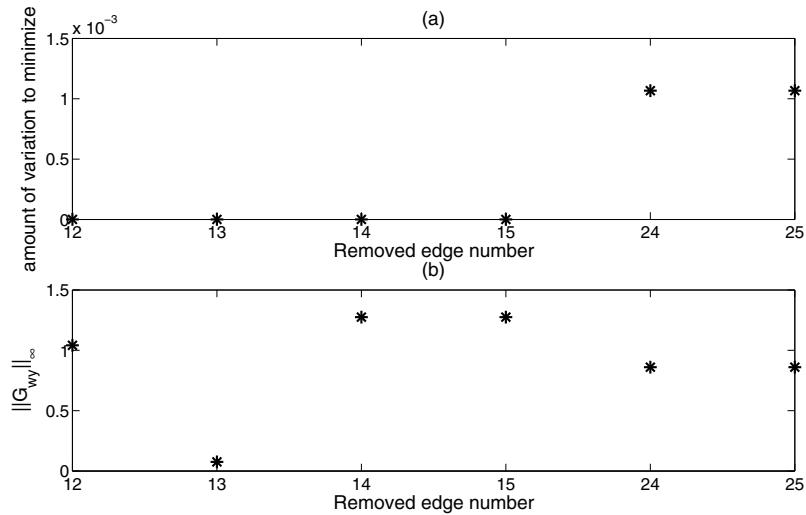 (a)
x 10⁻³
amount of variation to minimize
1.5
1
0.5
0
12 13 14 15 24 25
Removed edge number
(b)
||G_wy||_∞
1.5
1
0.5
0
12 13 14 15 24 25
Removed edge number